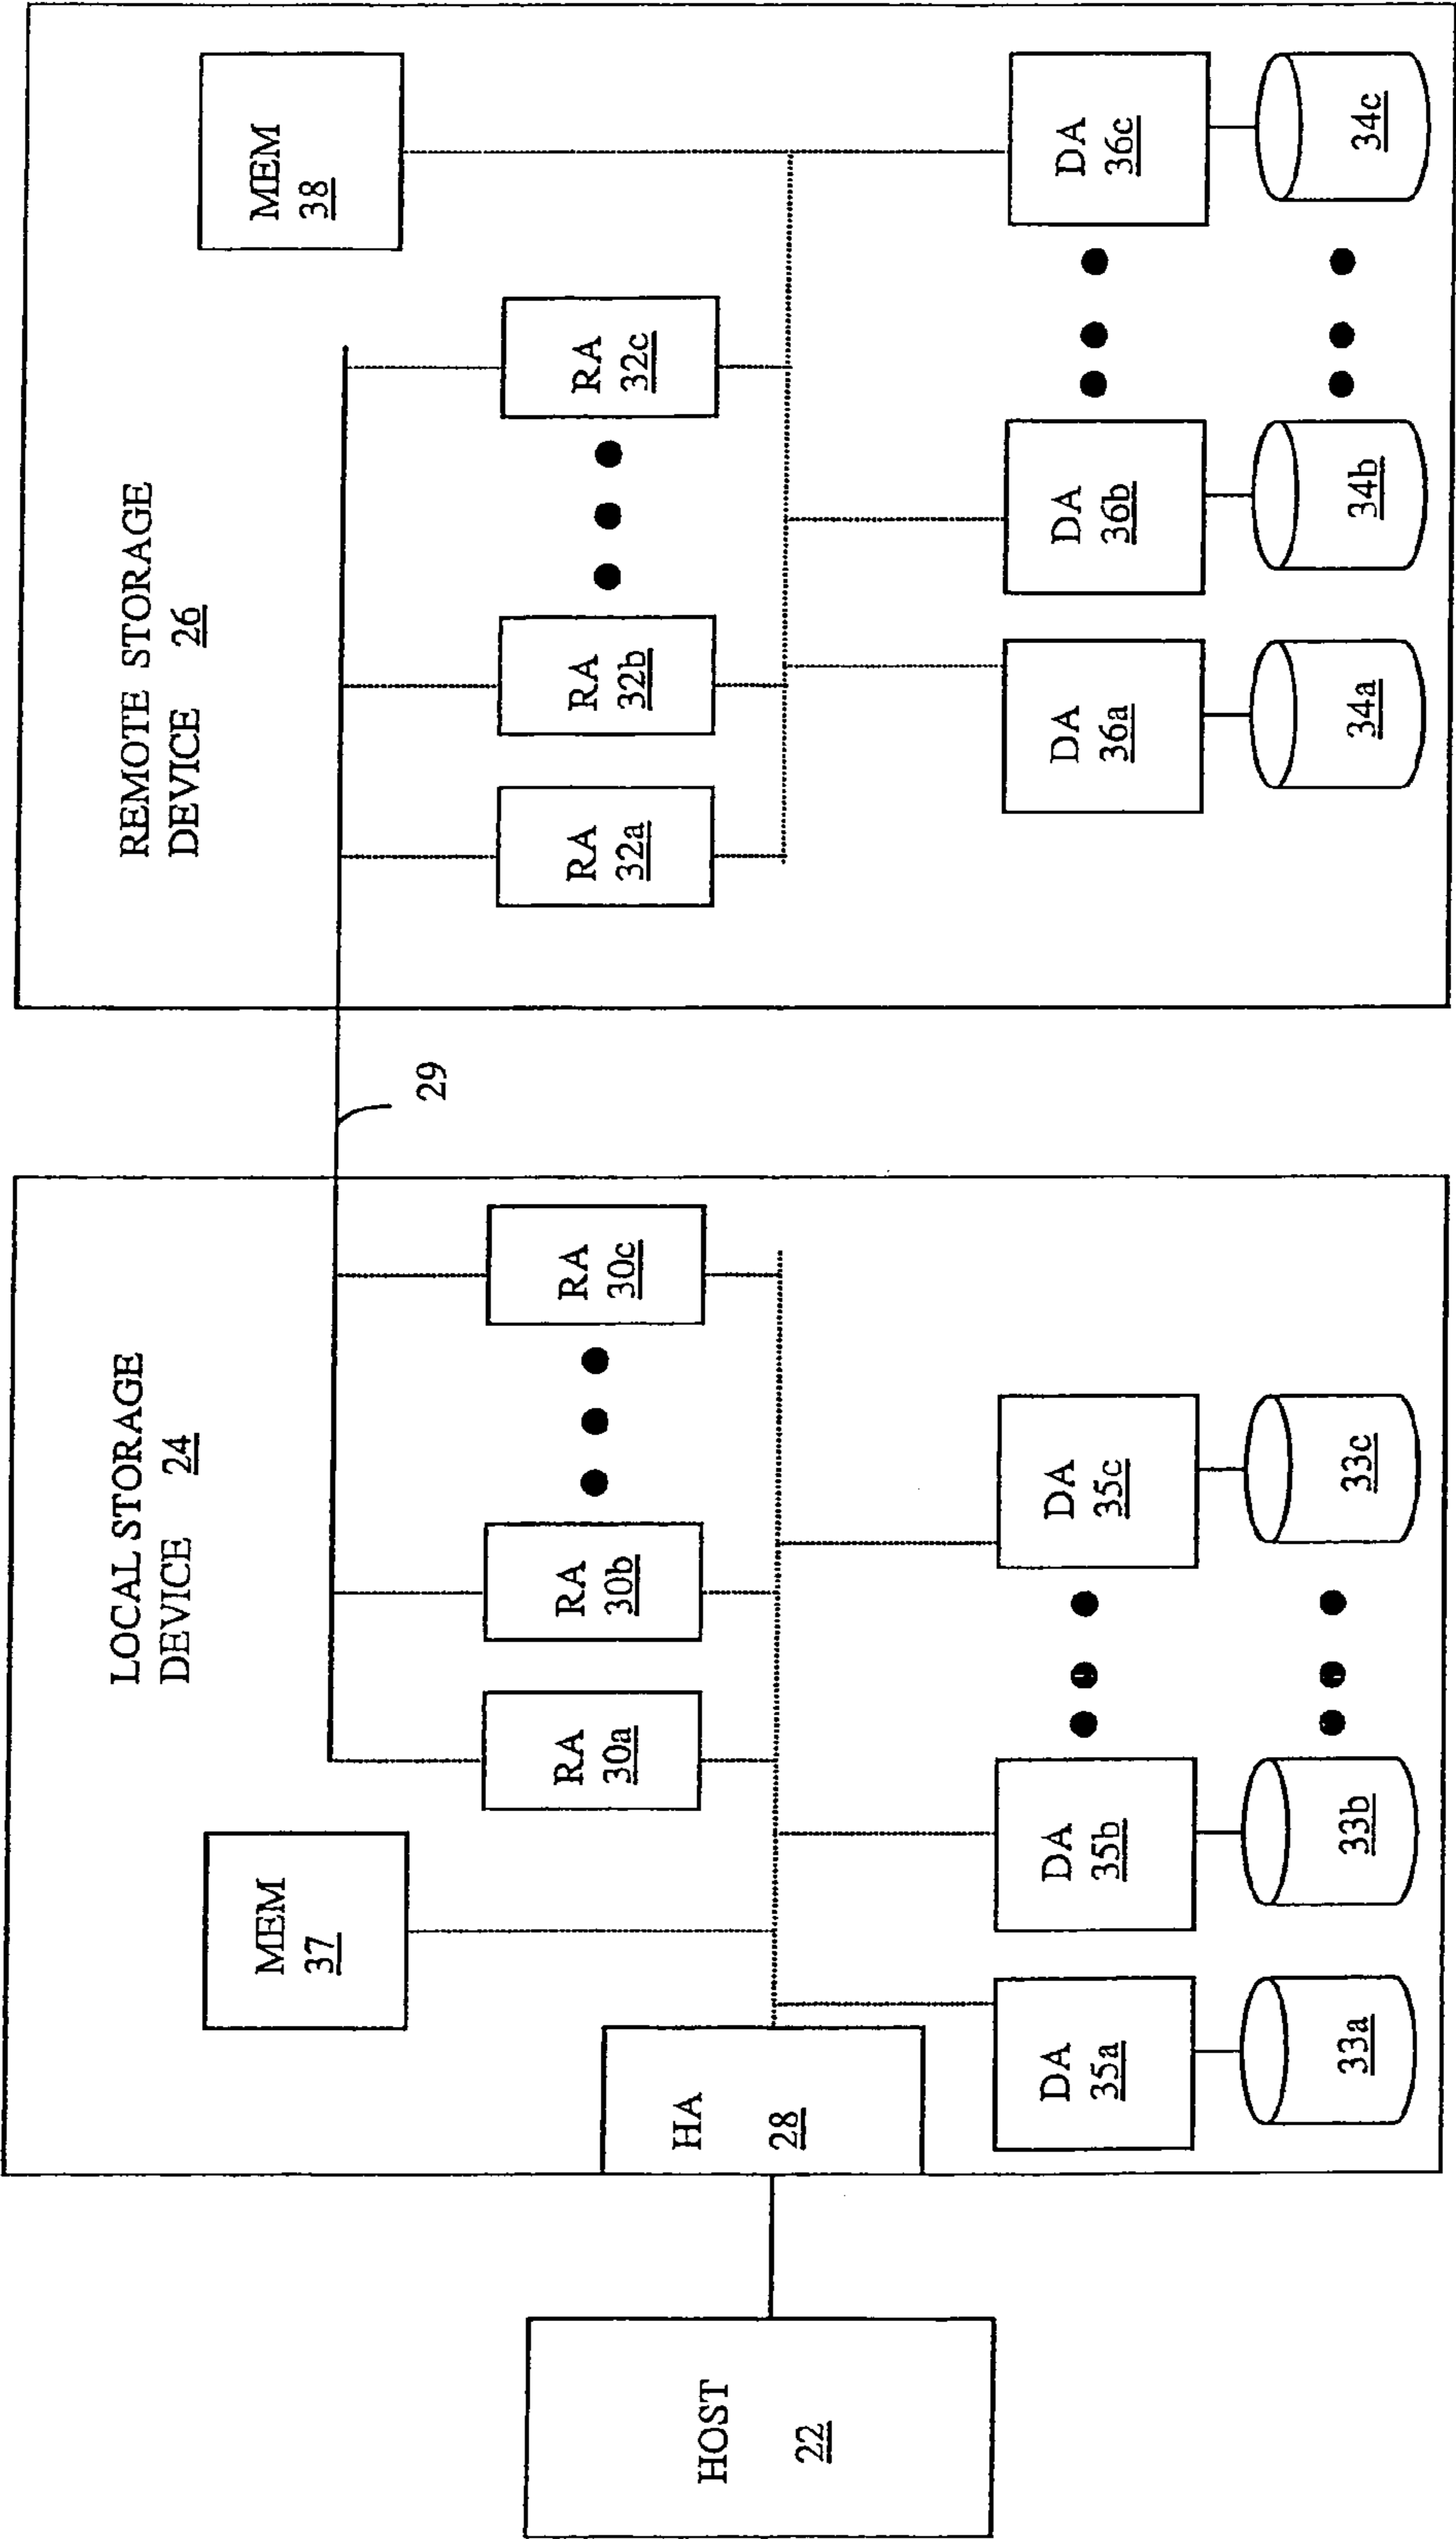 HOST
22
LOCAL STORAGE
DEVICE 24
MEM
37
HA
28
RA
30a
RA
30b
RA
30c
DA
35a
DA
35b
DA
35c
33a
33b
33c
29
REMOTE STORAGE
DEVICE 26
MEM
38
RA
32a
RA
32b
RA
32c
DA
36a
DA
36b
DA
36c
34a
34b
34c